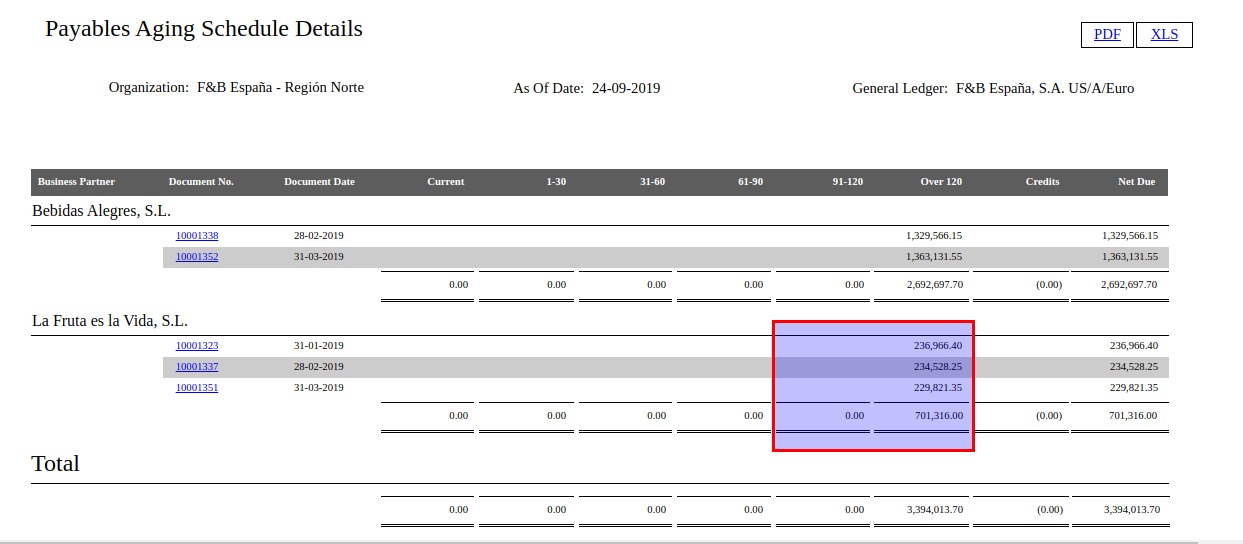 Payables Aging Schedule Details
PDF XLS
Organization: F&B España - Región Norte As Of Date: 24-09-2019 General Ledger: F&B España, S.A. US/A/Euro
Business Partner Document No. Document Date Current 1-30 31-60 61-90 91-120 Over 120 Credits Net Due
Bebidas Alegres, S.L.
10001338 28-02-2019 1,329,566.15 1,329,566.15
10001352 31-03-2019 1,363,131.55 1,363,131.55
0.00 0.00 0.00 0.00 0.00 2,692,697.70 (0.00) 2,692,697.70
La Fruta es la Vida, S.L.
10001323 31-01-2019 236,966.40 236,966.40
10001337 28-02-2019 234,528.25 234,528.25
10001351 31-03-2019 229,821.35 229,821.35
0.00 0.00 0.00 0.00 0.00 701,316.00 (0.00) 701,316.00
Total
0.00 0.00 0.00 0.00 0.00 3,394,013.70 (0.00) 3,394,013.70